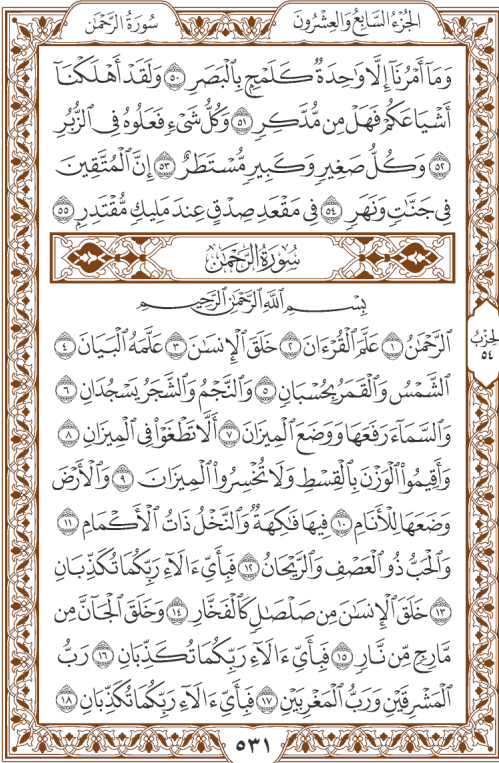 الجُزْءُ السَّابِعُ وَالعِشْرُونَ
سُورَةُ الرَّحْمٰن
وَمَآ أَمْرُنَآ إِلَّا وَٰحِدَةٌ كَلَمْحٍۭ بِٱلْبَصَرِ ٥٠ وَلَقَدْ أَهْلَكْنَآ
أَشْيَاعَكُمْ فَهَلْ مِن مُّدَّكِرٍ ٥١ وَكُلُّ شَىْءٍ فَعَلُوهُ فِى ٱلزُّبُرِ
٥٢ وَكُلُّ صَغِيرٍ وَكَبِيرٍ مُّسْتَطَرٌ ٥٣ إِنَّ ٱلْمُتَّقِينَ
فِى جَنَّٰتٍ وَنَهَرٍ ٥٤ فِى مَقْعَدِ صِدْقٍ عِندَ مَلِيكٍ مُّقْتَدِرٍۭ ٥٥
سُورَةُ الرَّحْمٰن
بِسْمِ ٱللَّهِ ٱلرَّحْمَٰنِ ٱلرَّحِيمِ
ٱلرَّحْمَٰنُ ١ عَلَّمَ ٱلْقُرْءَانَ ٢ خَلَقَ ٱلْإِنسَٰنَ ٣ عَلَّمَهُ ٱلْبَيَانَ ٤
ٱلشَّمْسُ وَٱلْقَمَرُ بِحُسْبَانٍ ٥ وَٱلنَّجْمُ وَٱلشَّجَرُ يَسْجُدَانِ ٦
وَٱلسَّمَآءَ رَفَعَهَا وَوَضَعَ ٱلْمِيزَانَ ٧ أَلَّا تَطْغَوْا۟ فِى ٱلْمِيزَانِ ٨
وَأَقِيمُوا۟ ٱلْوَزْنَ بِٱلْقِسْطِ وَلَا تُخْسِرُوا۟ ٱلْمِيزَانَ ٩ وَٱلْأَرْضَ
وَضَعَهَا لِلْأَنَامِ ١٠ فِيهَا فَٰكِهَةٌ وَٱلنَّخْلُ ذَاتُ ٱلْأَكْمَامِ ١١
وَٱلْحَبُّ ذُو ٱلْعَصْفِ وَٱلرَّيْحَانُ ١٢ فَبِأَىِّ ءَالَآءِ رَبِّكُمَا تُكَذِّبَانِ
١٣ خَلَقَ ٱلْإِنسَٰنَ مِن صَلْصَٰلٍ كَٱلْفَخَّارِ ١٤ وَخَلَقَ ٱلْجَآنَّ مِن
مَّارِجٍ مِّن نَّارٍ ١٥ فَبِأَىِّ ءَالَآءِ رَبِّكُمَا تُكَذِّبَانِ ١٦ رَبُّ
ٱلْمَشْرِقَيْنِ وَرَبُّ ٱلْمَغْرِبَيْنِ ١٧ فَبِأَىِّ ءَالَآءِ رَبِّكُمَا تُكَذِّبَانِ ١٨
الحِزْبُ
٥٤
٥٣١